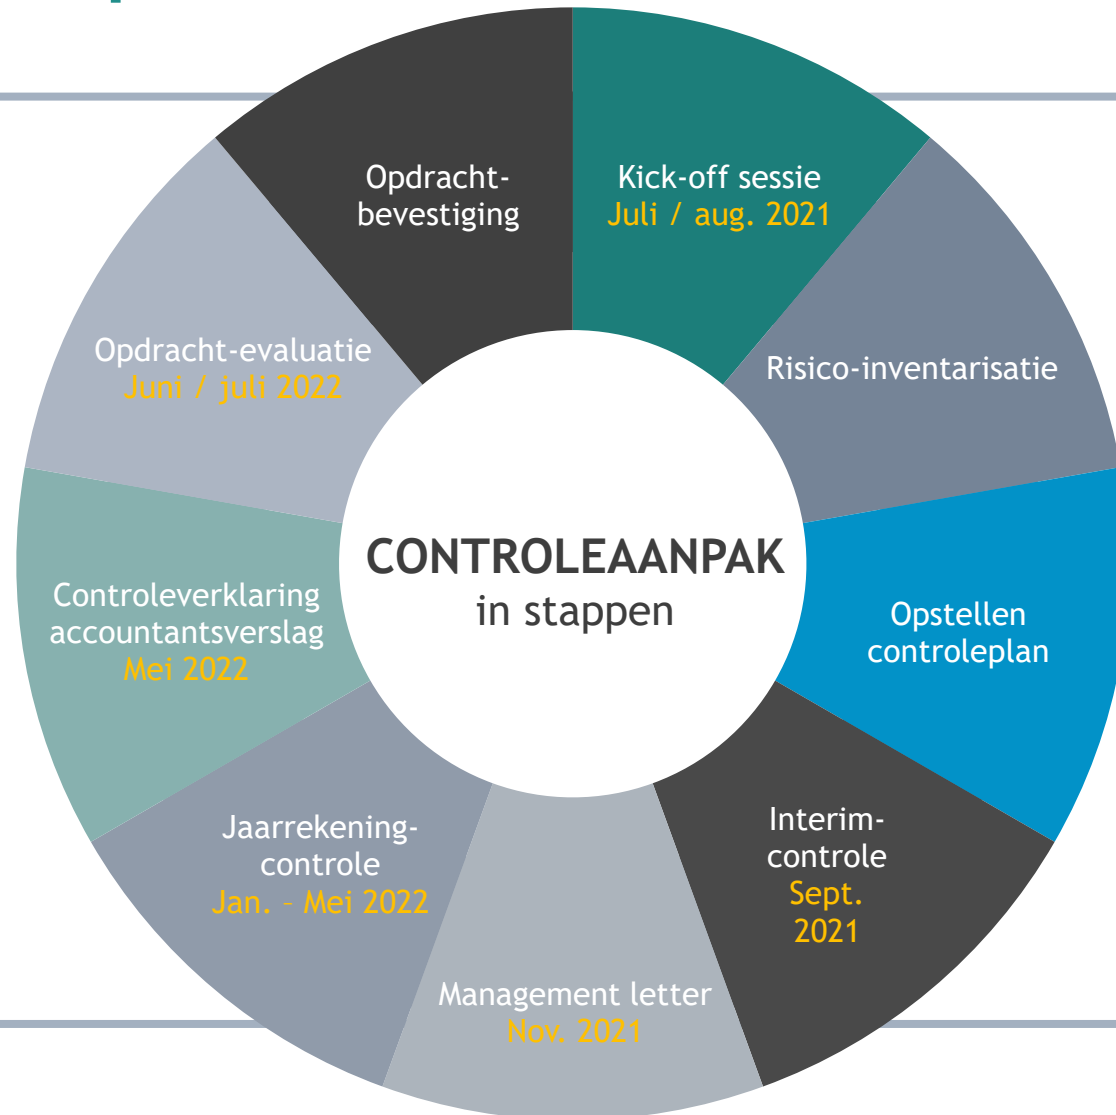 Opdracht-
bevestiging
Kick-off sessie
Juli / aug. 2021
Risico-inventarisatie
Opstellen
controleplan
Interim-
controle
Sept.
2021
Management letter
Nov. 2021
Jaarrekening-
controle
Jan. – Mei 2022
Controleverklaring
accountantsverslag
Mei 2022
Opdracht-evaluatie
Juni / juli 2022
CONTROLEAANPAK
in stappen